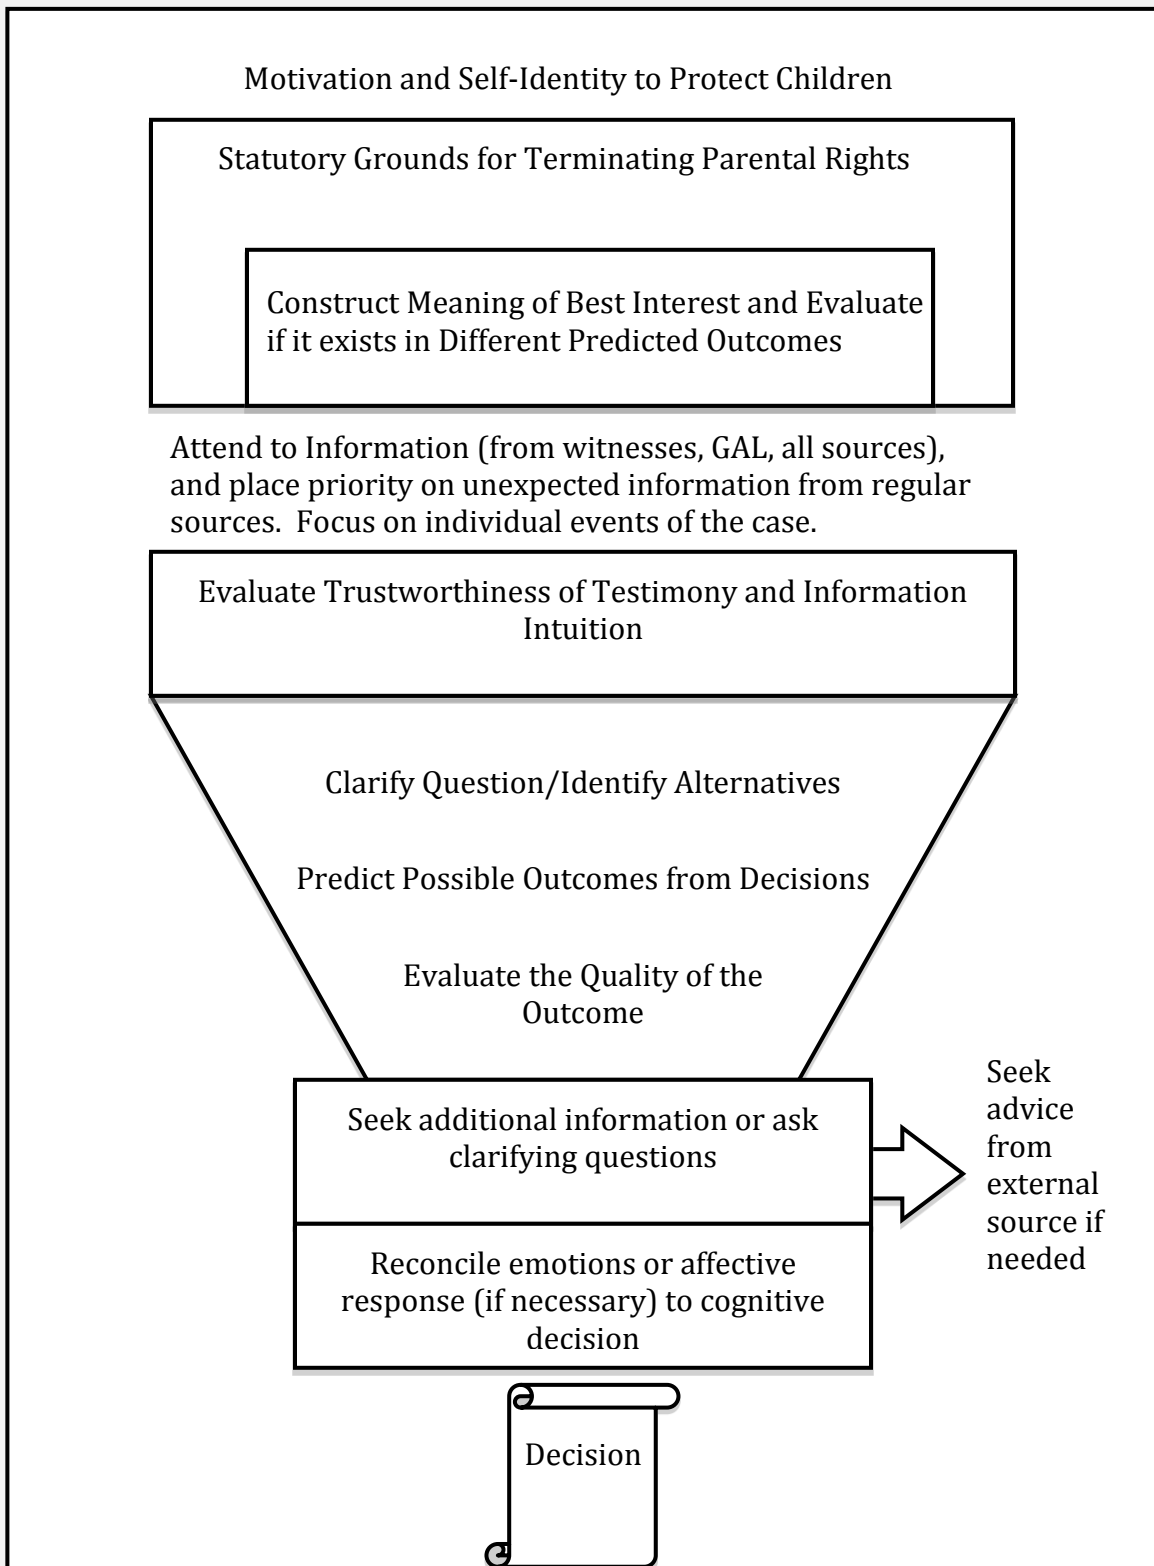 Motivation and Self-Identity to Protect Children
Statutory Grounds for Terminating Parental Rights
Construct Meaning of Best Interest and Evaluate
if it exists in Different Predicted Outcomes
Attend to Information (from witnesses, GAL, all sources),
and place priority on unexpected information from regular
sources.  Focus on individual events of the case.
Evaluate Trustworthiness of Testimony and Information
Intuition
Clarify Question/Identify Alternatives
Predict Possible Outcomes from Decisions
Evaluate the Quality of the
Outcome
Seek additional information or ask
clarifying questions
Seek
advice
from
external
source if
needed
Reconcile emotions or affective
response (if necessary) to cognitive
decision
Decision